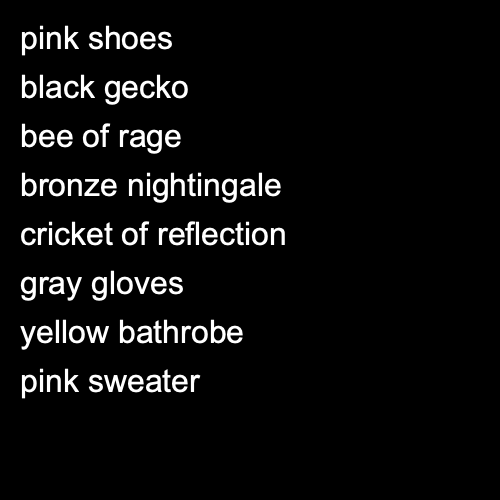 pink shoes
black gecko
bee of rage
bronze nightingale
cricket of reflection
gray gloves
yellow bathrobe
pink sweater